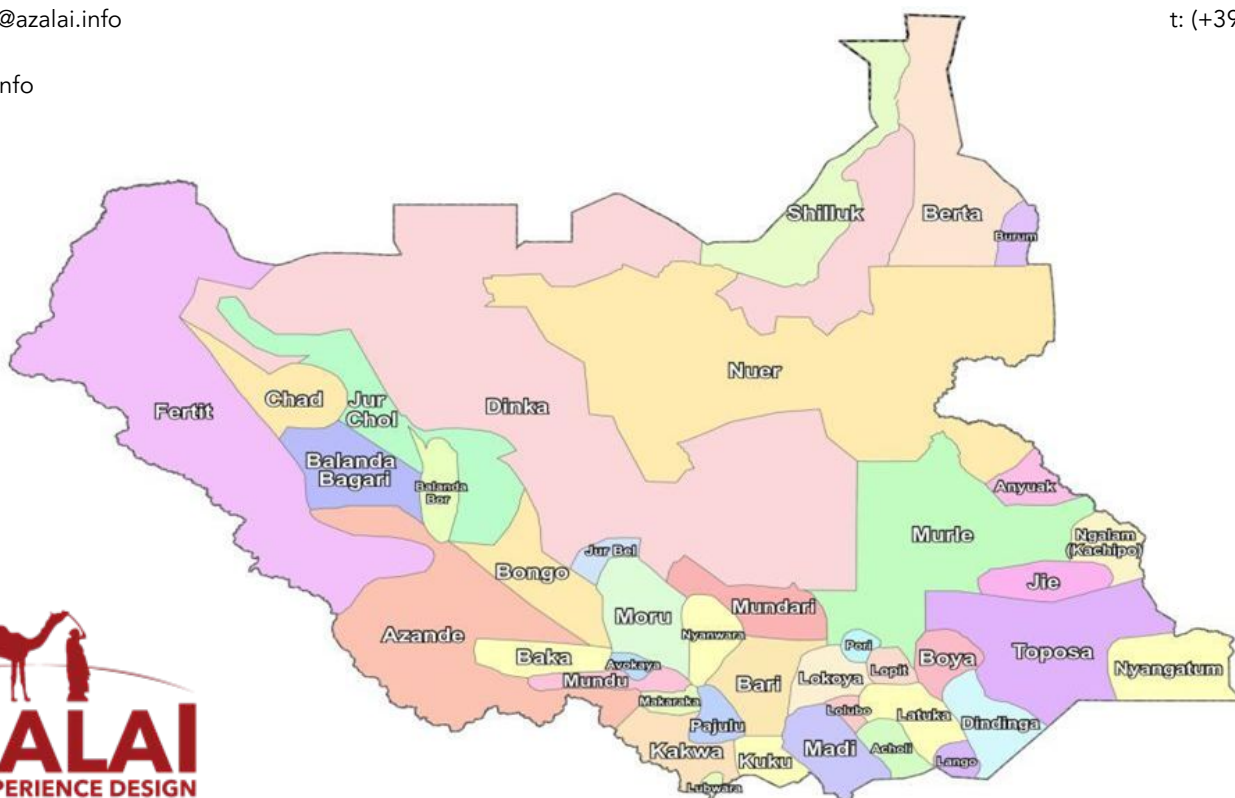 @azalai.info
t: (+39
nfo
Shilluk
Berta
Burum
Nuer
Chad
Jur
Chol
Fertit
Dinka
Balanda
Bagari
Balanda
Bor
Anyuak
Murle
Ngalam
(Kachipo)
Jur Bel
Bongo
Jie
Mundari
Moru
Azande
Nyanwara
Pori
Toposa
Baka
Avokaya
Lopit
Boya
Nyangatum
Mundu
Bari
Lokoya
Makaraka
Lolubo
Latuka
Pajulu
Dindinga
Kakwa
Kuku
Madi
Acholi
Lango
Lubwara
ALAI
PERIENCE DESIGN